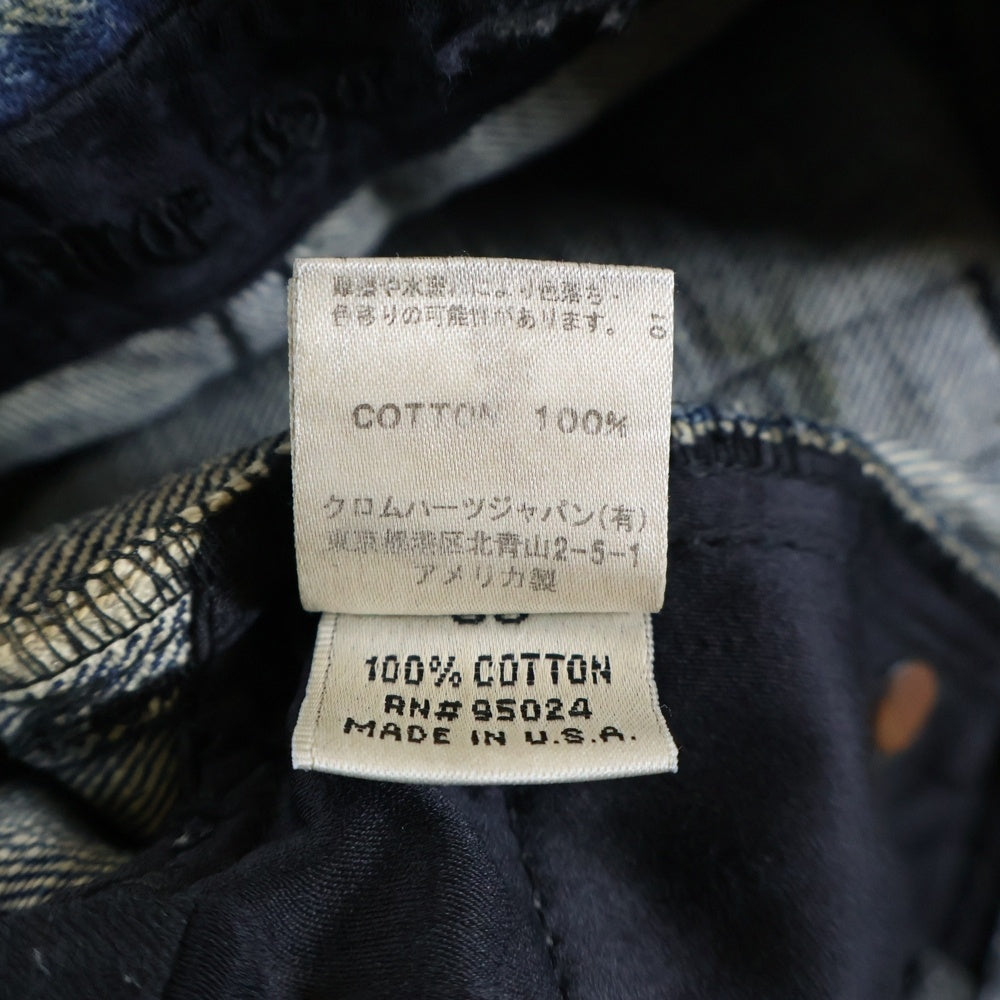 摩擦や水濡れにより色落ち・
色移りの可能性があります。
01
COTTON 100%
クロムハーツジャパン(有)
東京都港区北青山2-5-1
アメリカ製
100% COTTON
RN# 95024
MADE IN U.S.A.